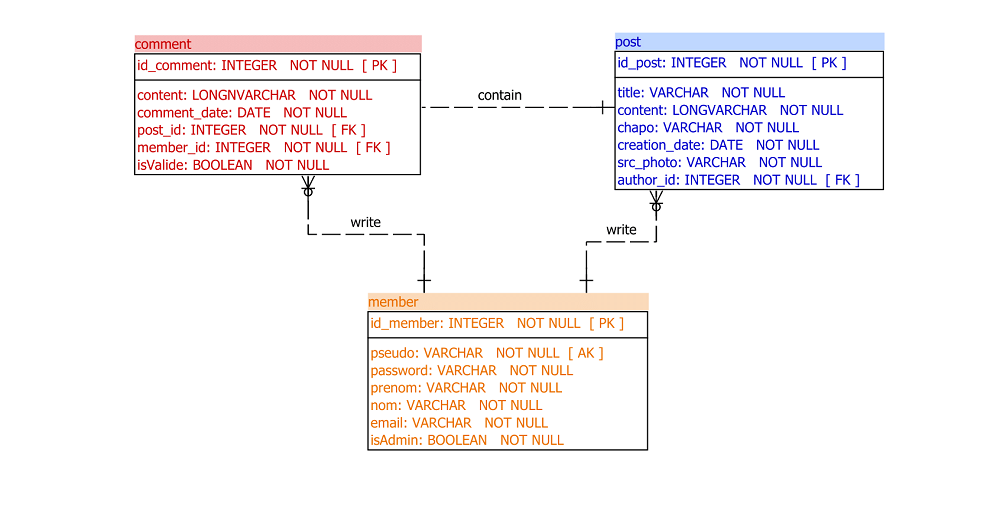 comment
id_comment: INTEGER NOT NULL [ PK ]
content: LONGNVARCHAR NOT NULL
comment_date: DATE NOT NULL
post_id: INTEGER NOT NULL [ FK ]
member_id: INTEGER NOT NULL [ FK ]
isValide: BOOLEAN NOT NULL
contain
post
id_post: INTEGER NOT NULL [ PK ]
title: VARCHAR NOT NULL
content: LONGVARCHAR NOT NULL
chapo: VARCHAR NOT NULL
creation_date: DATE NOT NULL
src_photo: VARCHAR NOT NULL
author_id: INTEGER NOT NULL [ FK ]
write
write
member
id_member: INTEGER NOT NULL [ PK ]
pseudo: VARCHAR NOT NULL [ AK ]
password: VARCHAR NOT NULL
prenom: VARCHAR NOT NULL
nom: VARCHAR NOT NULL
email: VARCHAR NOT NULL
isAdmin: BOOLEAN NOT NULL